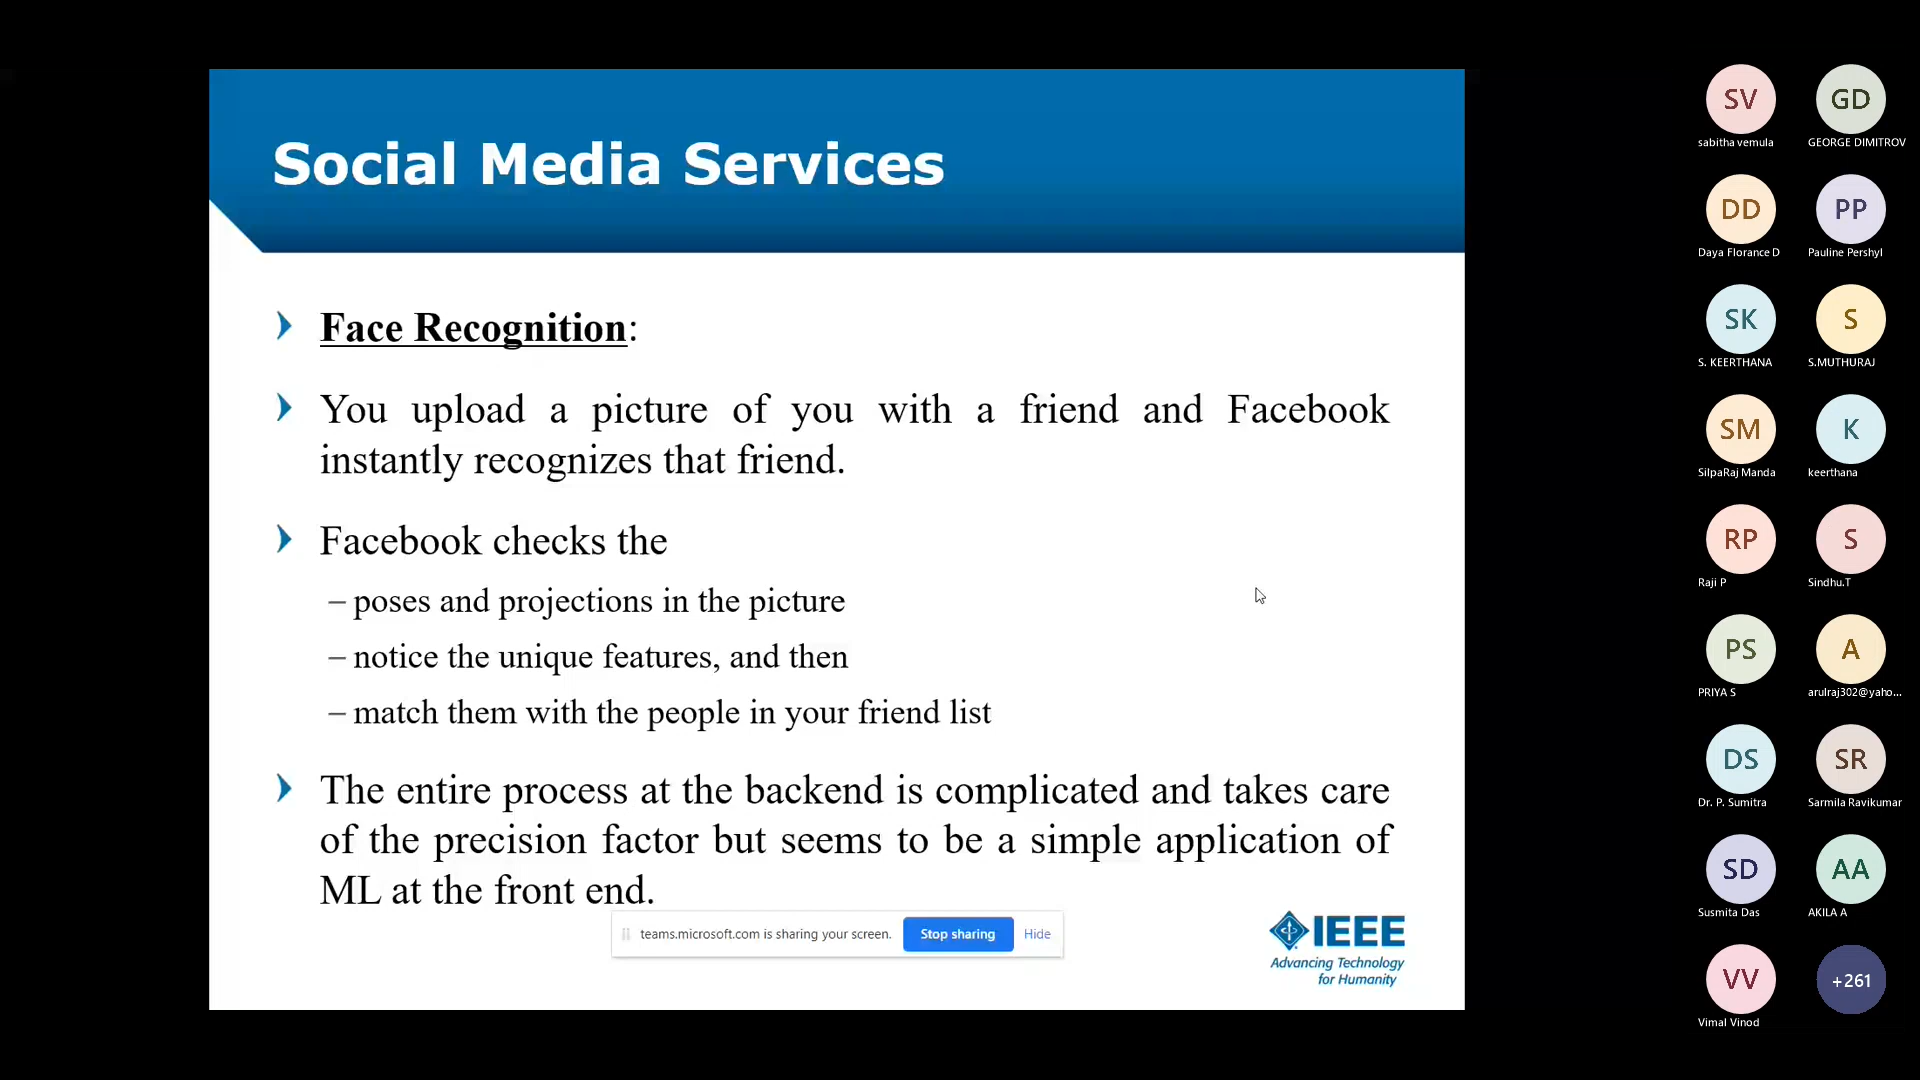 Social Media Services
Face Recognition:
You upload a picture of you with a friend and Facebook
instantly recognizes that friend.
Facebook checks the
– poses and projections in the picture
– notice the unique features, and then
– match them with the people in your friend list
The entire process at the backend is complicated and takes care
of the precision factor but seems to be a simple application of
ML at the front end.
teams.microsoft.com is sharing your screen. Stop sharing Hide
IEEE
Advancing Technology
for Humanity
SV GD
sabitha vemula GEORGE DIMITROV
DD PP
Daya Florance D Pauline Pershyl
SK S
S. KEERTHANA S.MUTHURAJ
SM K
SilpaRaj Manda keerthana
RP S
Raji P Sindhu.T
PS A
PRIYA S arulraj302@yaho...
DS SR
Dr. P. Sumitra Sarmila Ravikumar
SD AA
Susmita Das AKILA A
VV +261
Vimal Vinod